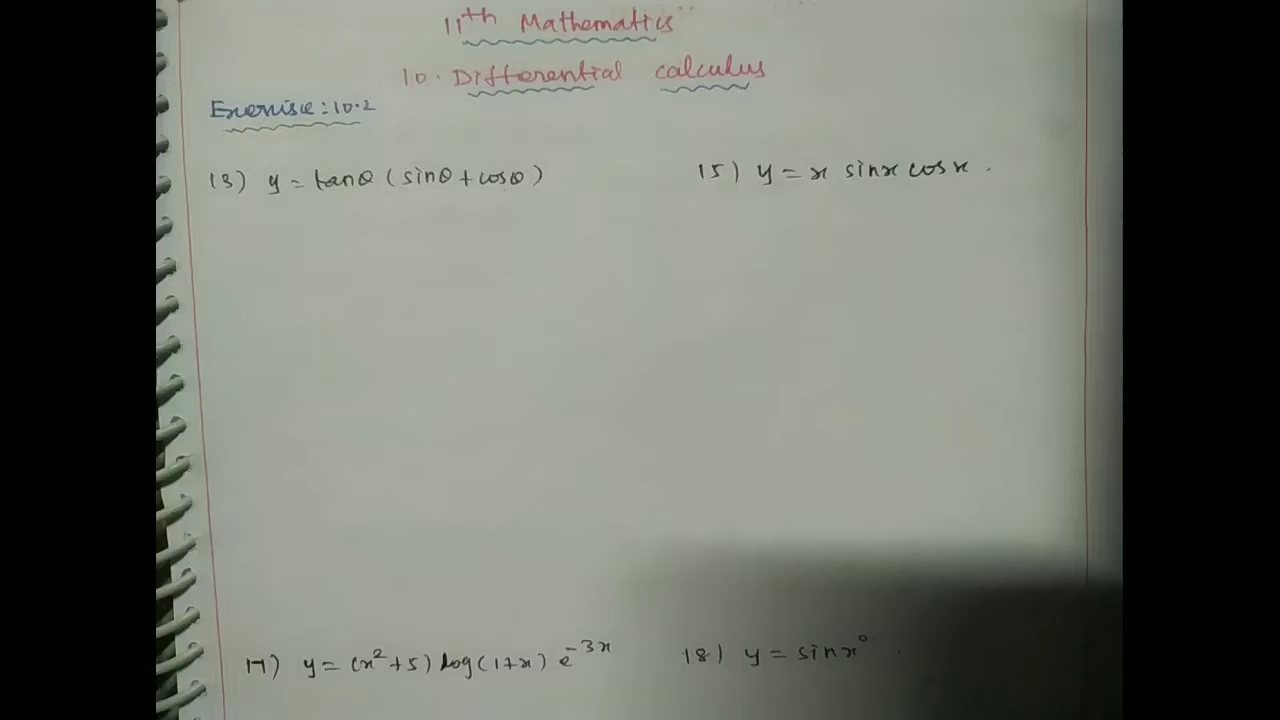 11th Mathematics
10. Differential calculus
Exercise: 10.2
13) y = tanθ (sinθ + cosθ)
15) y = x sinx cosx.
17) y = (x²+5) log(1+x) e⁻³ˣ
18) y = sinx°.